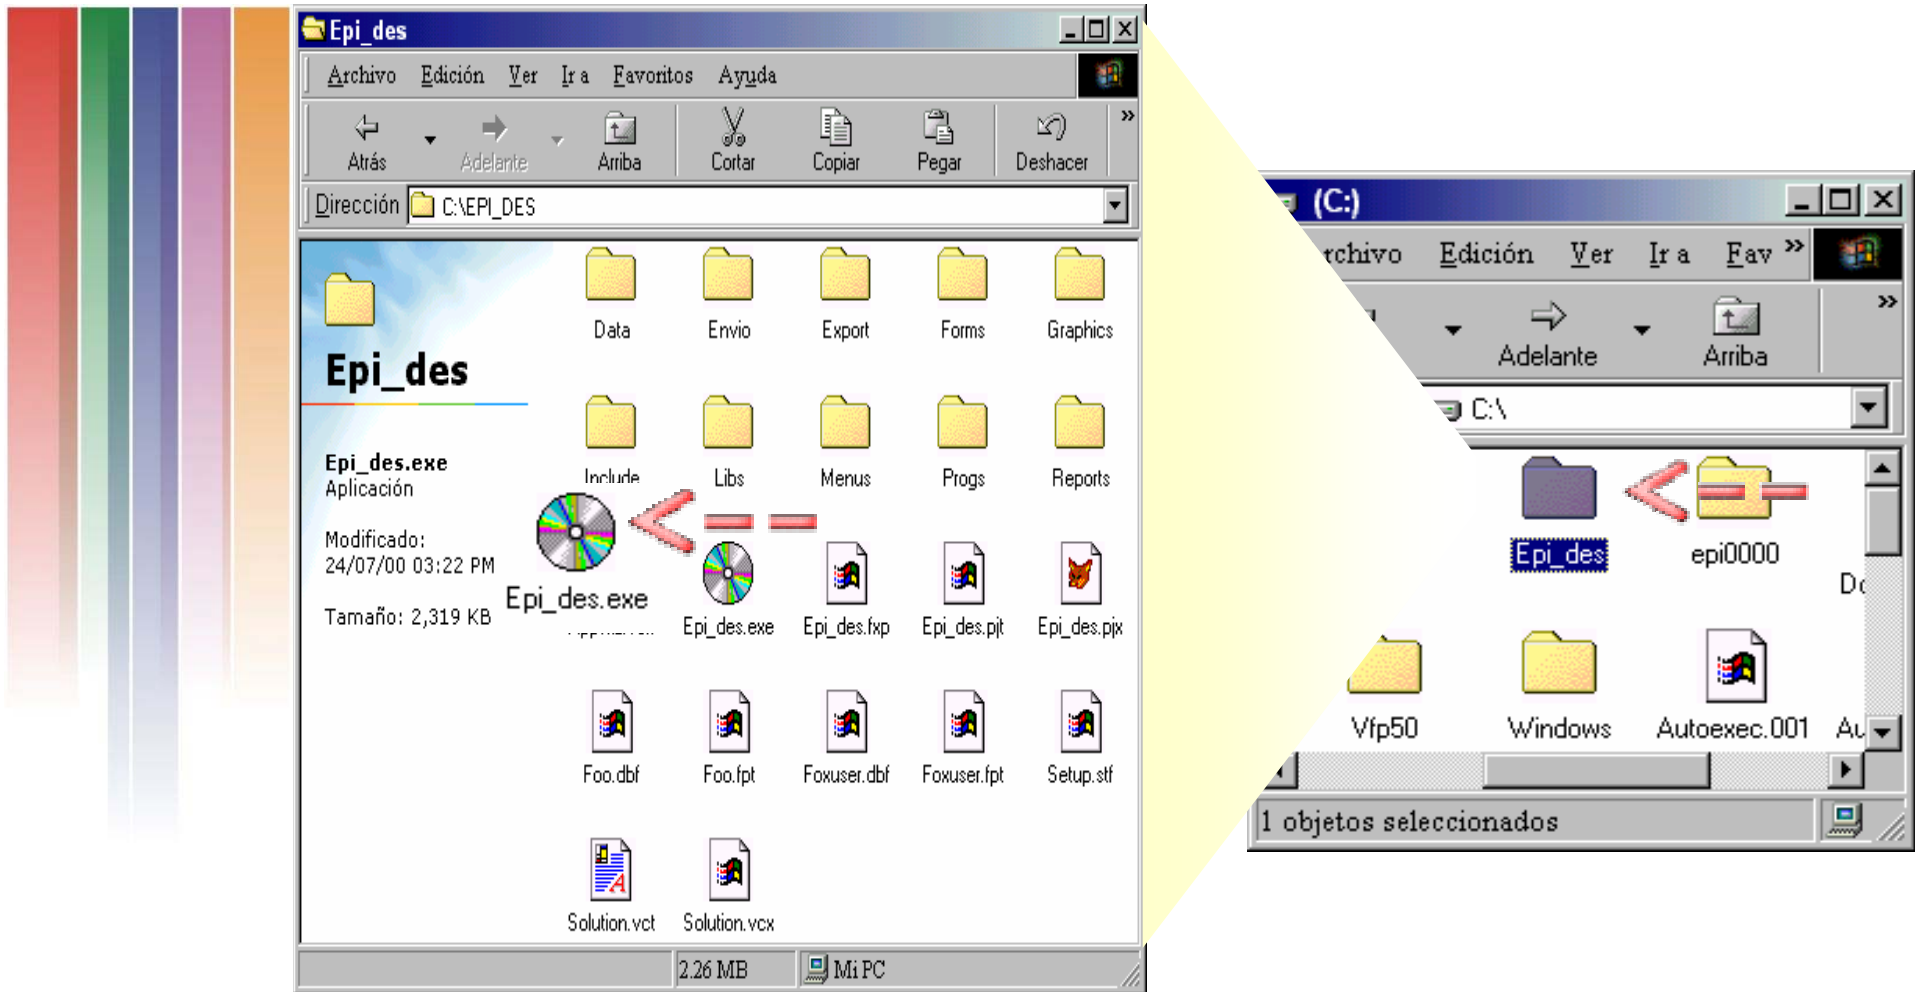 Epi_des
Archivo Edición Ver Ir a Favoritos Ayuda
Atrás Adelante Arriba Cortar Copiar Pegar Deshacer
»
Dirección C:\EPI_DES
Epi_des
Epi_des.exe
Aplicación
Modificado:
24/07/00 03:22 PM
Tamaño: 2,319 KB
Data Envio Export Forms Graphics
Include Libs Menus Progs Reports
Epi_des.exe
Epi_des.exe Epi_des.fxp Epi_des.pjt Epi_des.pjx
Foo.dbf Foo.fpt Foxuser.dbf Foxuser.fpt Setup.stf
Solution.vct Solution.vcx
2.26 MB Mi PC
(C:)
rchivo Edición Ver Ir a Fav »
Adelante Arriba
»
C:\
Epi_des epi0000
Vfp50 Windows Autoexec.001 Au
1 objetos seleccionados